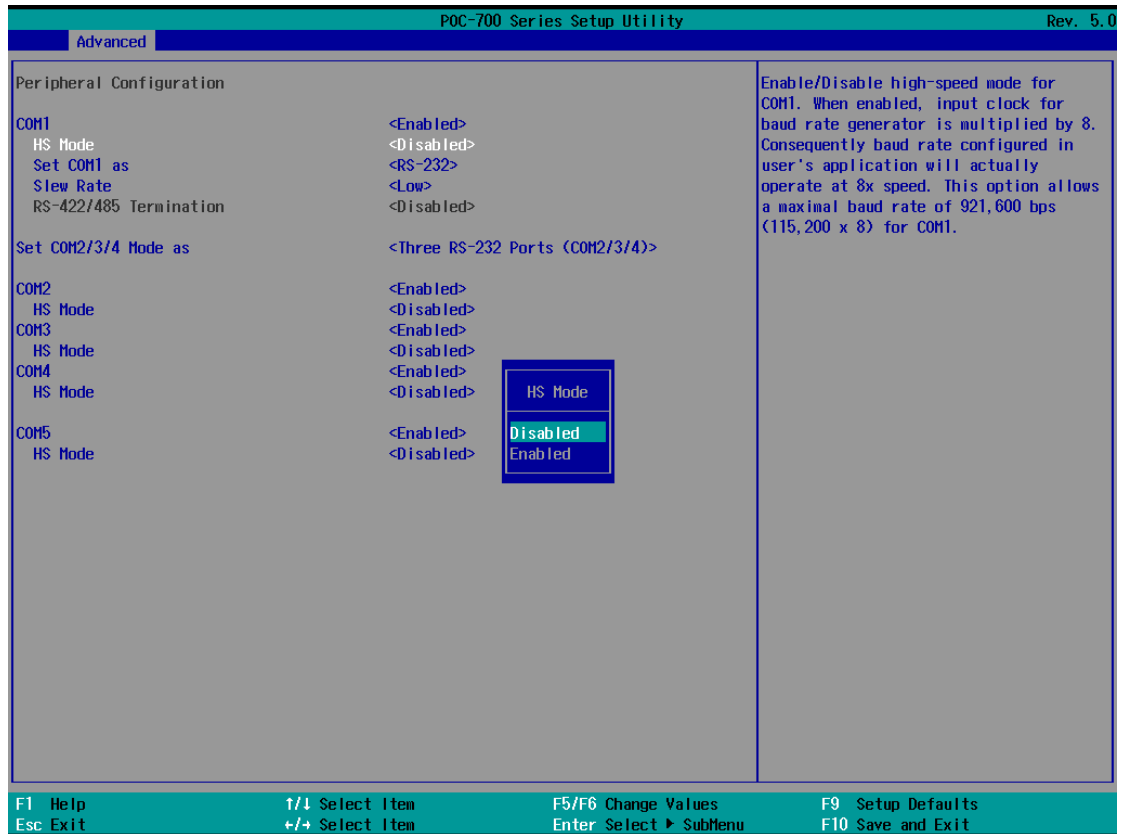 POC-700 Series Setup Utility Rev. 5.0
Advanced
Peripheral Configuration
COM1 <Enabled>
HS Mode <Disabled>
Set COM1 as <RS-232>
Slew Rate <Low>
RS-422/485 Termination <Disabled>
Set COM2/3/4 Mode as <Three RS-232 Ports (COM2/3/4)>
COM2 <Enabled>
HS Mode <Disabled>
COM3 <Enabled>
HS Mode <Disabled>
COM4 <Enabled>
HS Mode <Disabled>
COM5 <Enabled>
HS Mode <Disabled>
HS Mode
Disabled
Enabled
Enable/Disable high-speed mode for
COM1. When enabled, input clock for
baud rate generator is multiplied by 8.
Consequently baud rate configured in
user's application will actually
operate at 8x speed. This option allows
a maximal baud rate of 921,600 bps
(115,200 x 8) for COM1.
F1 Help ↑/↓ Select Item F5/F6 Change Values F9 Setup Defaults
Esc Exit ←/→ Select Item Enter Select ▶ SubMenu F10 Save and Exit